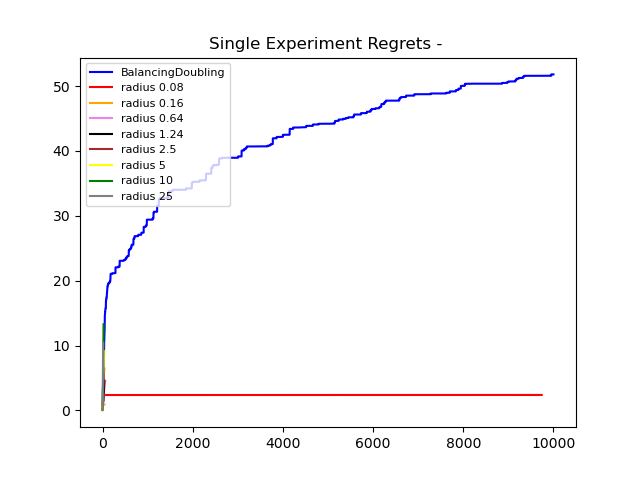 Single Experiment Regrets -
BalancingDoubling
radius 0.08
radius 0.16
radius 0.64
radius 1.24
radius 2.5
radius 5
radius 10
radius 25
50
40
30
20
10
0
0 2000 4000 6000 8000 10000